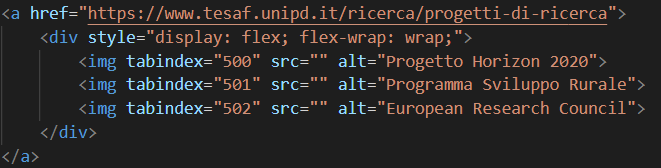 <a href="https://www.tesaf.unipd.it/ricerca/progetti-di-ricerca">
<div style="display: flex; flex-wrap: wrap;">
<img tabindex="500" src="" alt="Progetto Horizon 2020">
<img tabindex="501" src="" alt="Programma Sviluppo Rurale">
<img tabindex="502" src="" alt="European Research Council">
</div>
</a>